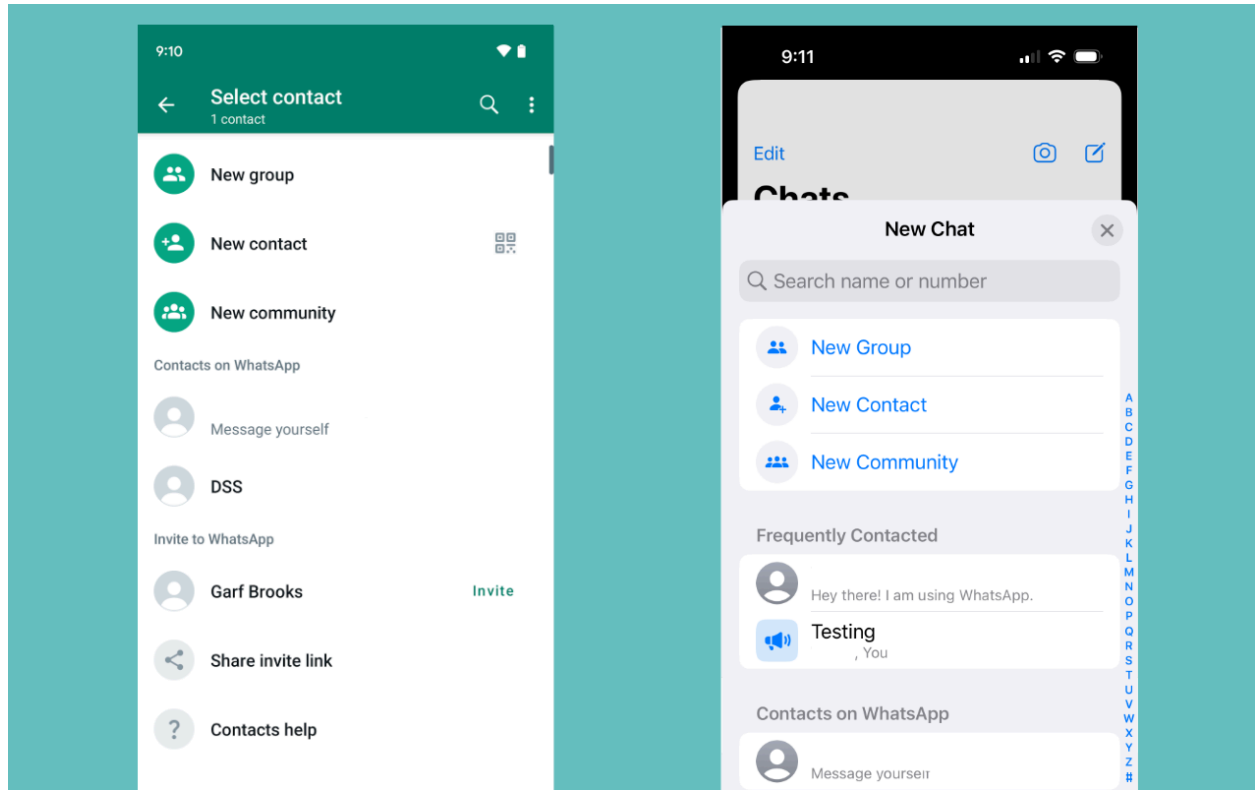 9:10
Select contact
1 contact
New group
New contact
New community
Contacts on WhatsApp
Message yourself
DSS
Invite to WhatsApp
Garf Brooks Invite
Share invite link
? Contacts help
9:11
Edit
Chats
New Chat
Search name or number
New Group
New Contact
New Community
Frequently Contacted
Hey there! I am using WhatsApp.
Testing
, You
Contacts on WhatsApp
Message yourself
A
B
C
D
E
F
G
H
I
J
K
L
M
N
O
P
Q
R
S
T
U
V
W
X
Y
Z
#